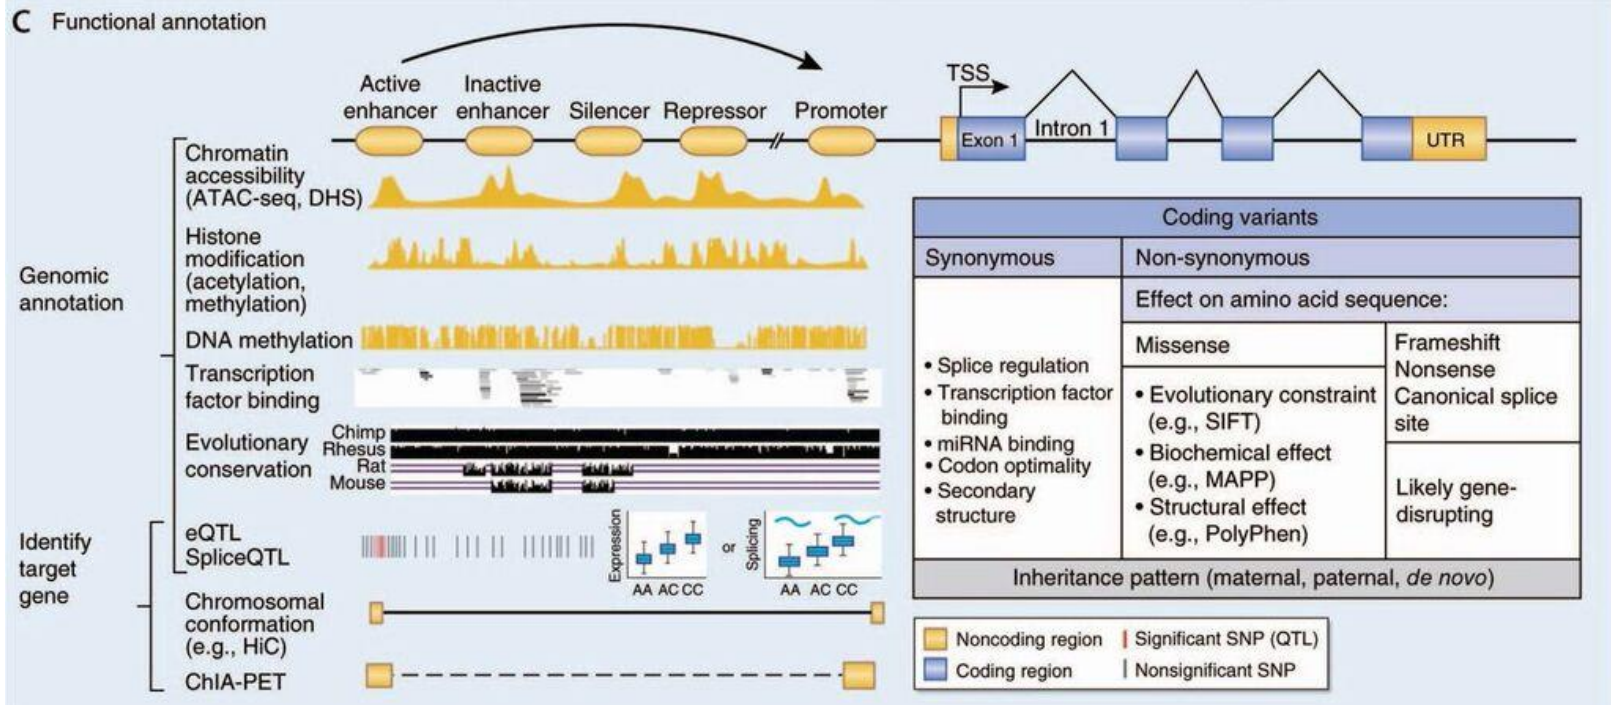 C Functional annotation
Active
enhancer
Inactive
enhancer
Silencer
Repressor
Promoter
TSS
Exon 1
Intron 1
UTR
Genomic
annotation
Chromatin
accessibility
(ATAC-seq, DHS)
Histone
modification
(acetylation,
methylation)
DNA methylation
Transcription
factor binding
Evolutionary
conservation
Chimp
Rhesus
Rat
Mouse
Identify
target
gene
eQTL
SpliceQTL
Expression
AA AC CC
or
Splicing
AA AC CC
Chromosomal
conformation
(e.g., HiC)
ChIA-PET
Coding variants
Synonymous
Non-synonymous
Effect on amino acid sequence:
• Splice regulation
• Transcription factor
binding
• miRNA binding
• Codon optimality
• Secondary
structure
Missense
• Evolutionary constraint
(e.g., SIFT)
• Biochemical effect
(e.g., MAPP)
• Structural effect
(e.g., PolyPhen)
Frameshift
Nonsense
Canonical splice
site
Likely gene-
disrupting
Inheritance pattern (maternal, paternal, de novo)
Noncoding region
Significant SNP (QTL)
Coding region
Nonsignificant SNP